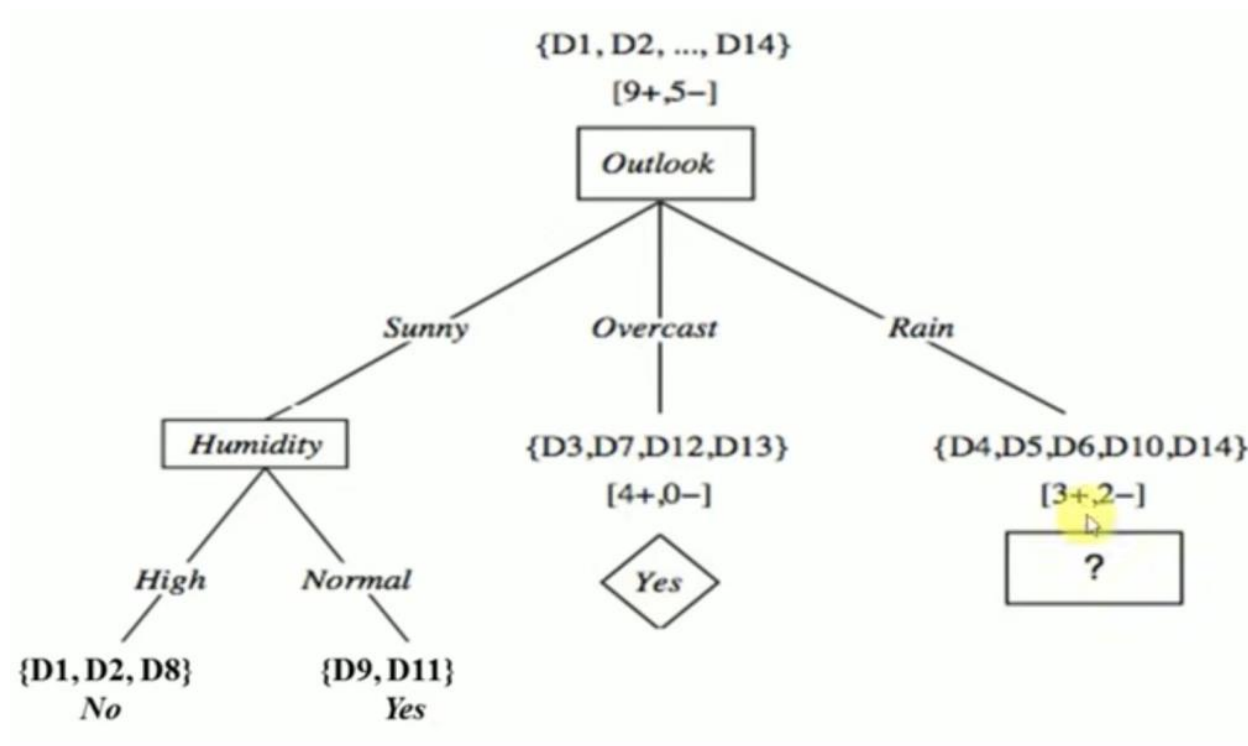 {D1, D2, ..., D14}
[9+,5−]
Outlook
Sunny
Overcast
Rain
Humidity
{D3,D7,D12,D13}
{D4,D5,D6,D10,D14}
[4+,0−]
[3+,2−]
High
Normal
Yes
?
{D1, D2, D8}
{D9, D11}
No
Yes